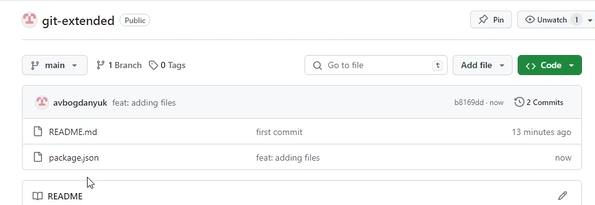 git-extended Public Pin Unwatch 1
main 1 Branch 0 Tags Go to file t Add file Code
avbogdanyuk feat: adding files b8169dd · now 2 Commits
README.md first commit 13 minutes ago
package.json feat: adding files now
README